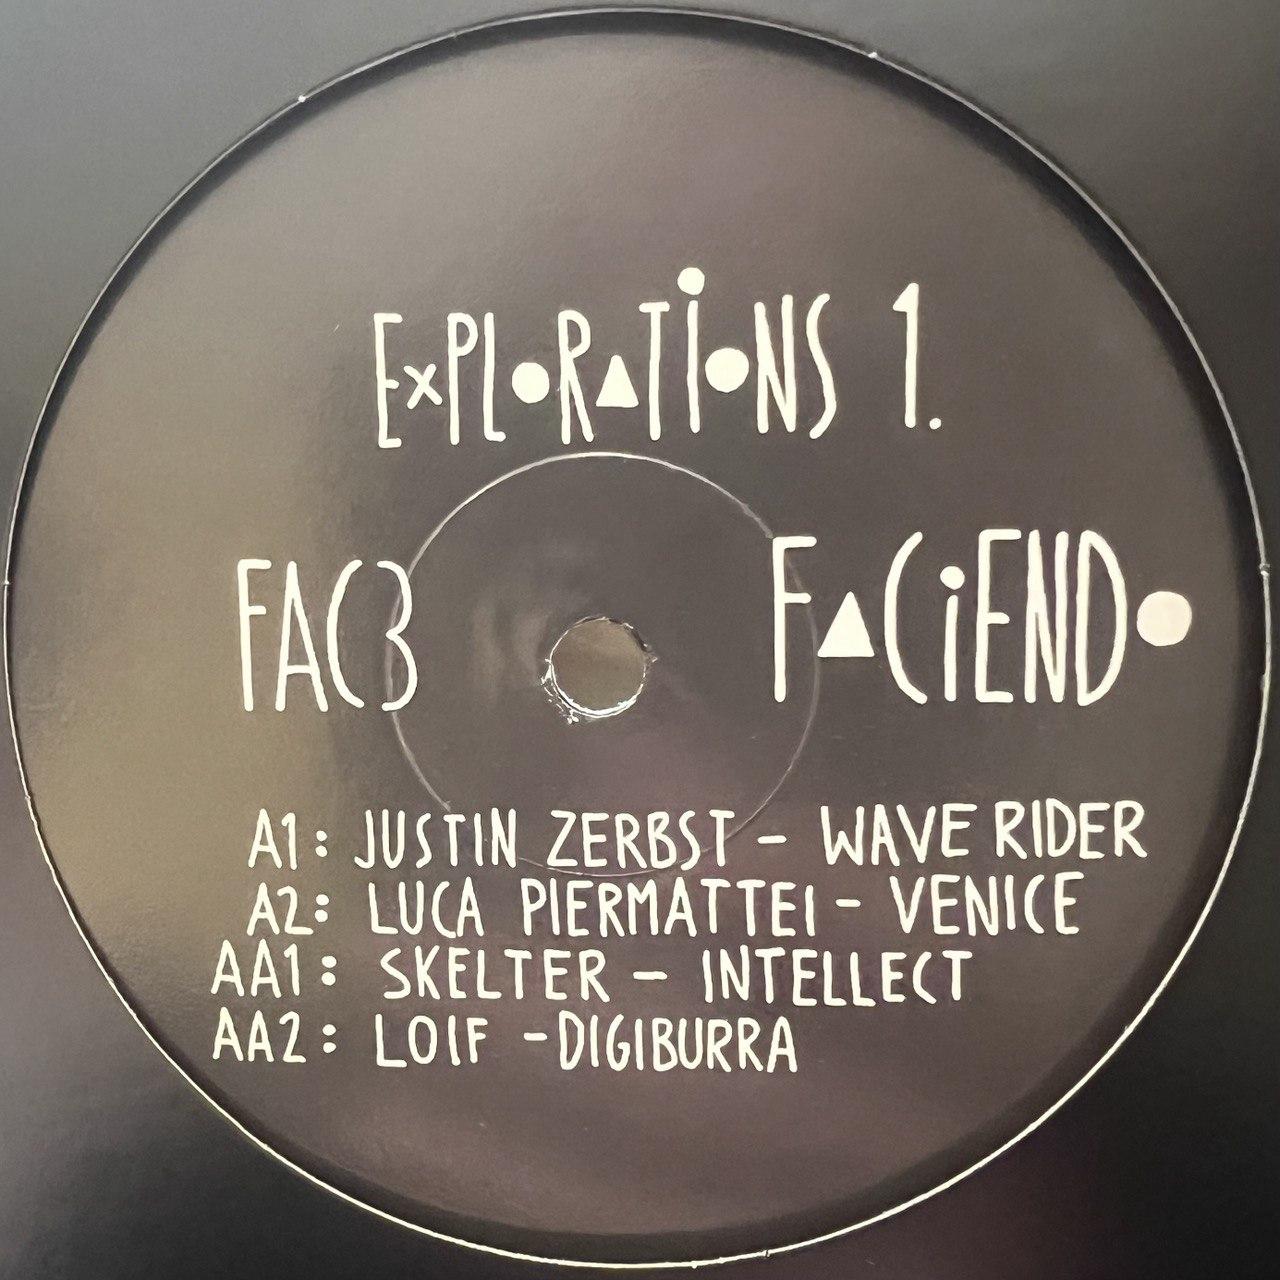 ExPLORATiONS 1.
FAC3 FACiENDO
A1: JUSTIN ZERBST - WAVE RIDER
A2: LUCA PIERMATTEI - VENICE
AA1: SKELTER - INTELLECT
AA2: LOIF - DIGIBURRA